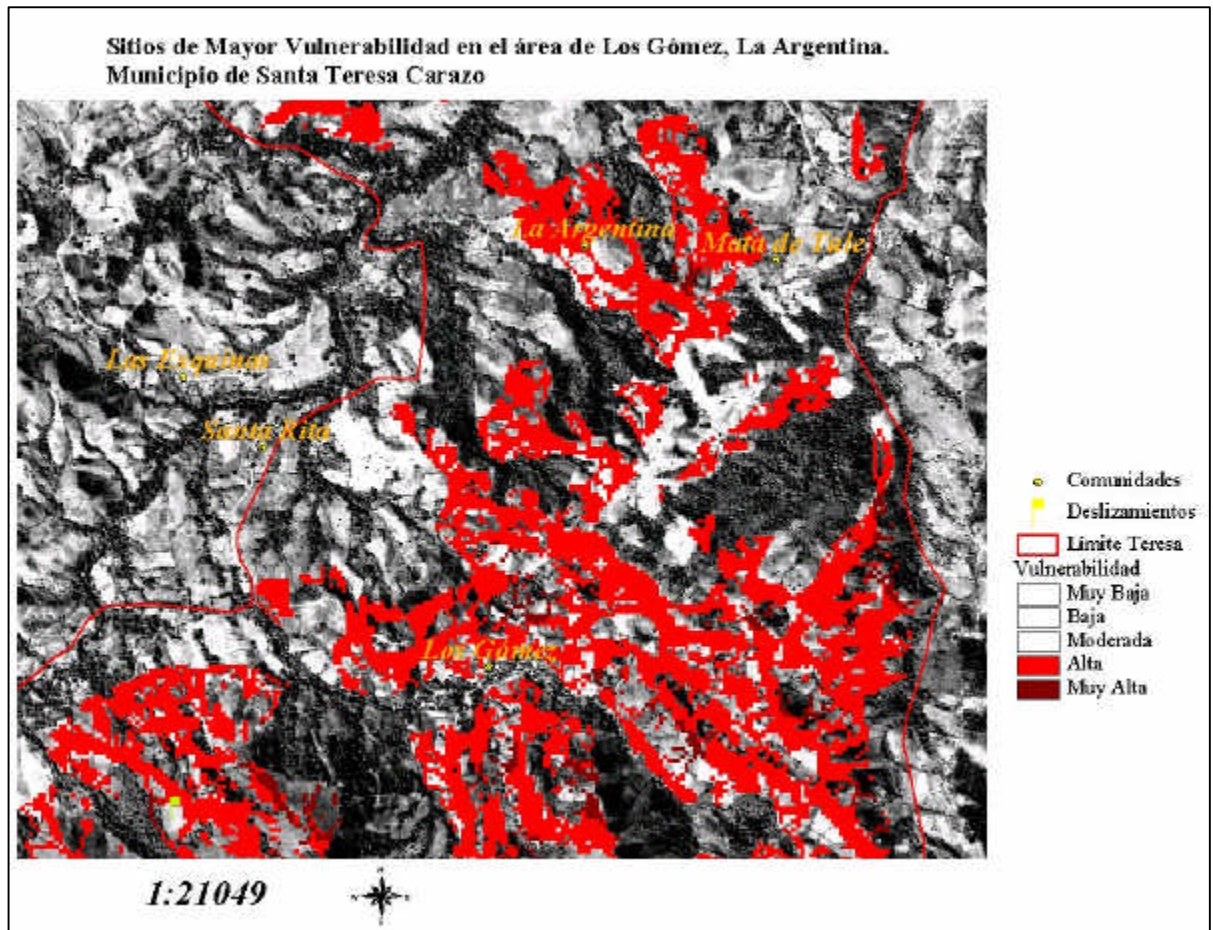 Sitios de Mayor Vulnerabilidad en el área de Los Gómez, La Argentina.
Municipio de Santa Teresa Carazo
La Argentina
Mata de Tule
Las Esquinas
Santa Rita
Los Gómez
Comunidades
Deslizamientos
Límite Teresa
Vulnerabilidad
Muy Baja
Baja
Moderada
Alta
Muy Alta
1:21049